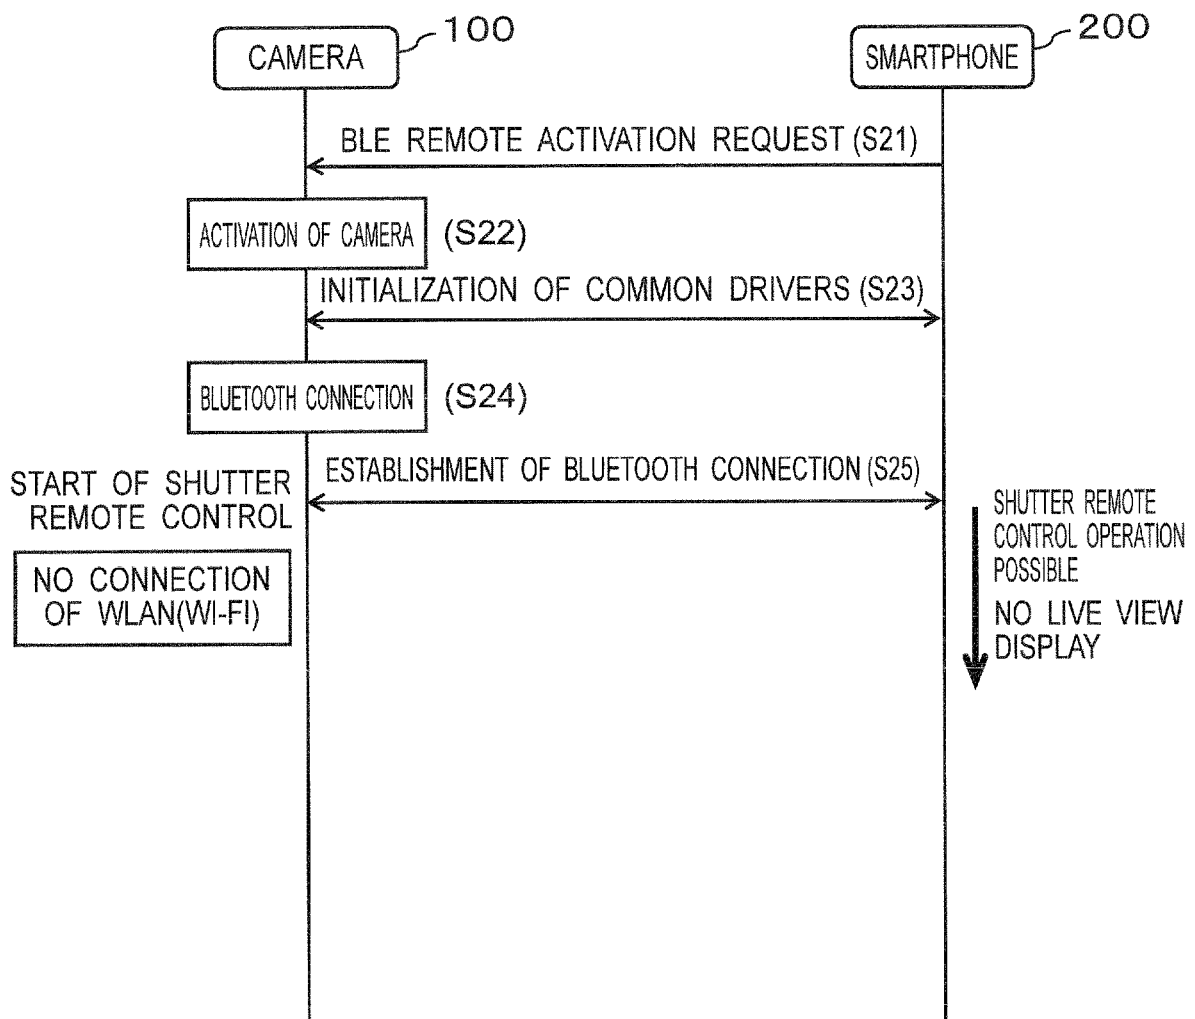 CAMERA
100
SMARTPHONE
200
BLE REMOTE ACTIVATION REQUEST (S21)
ACTIVATION OF CAMERA
(S22)
INITIALIZATION OF COMMON DRIVERS (S23)
BLUETOOTH CONNECTION
(S24)
ESTABLISHMENT OF BLUETOOTH CONNECTION (S25)
START OF SHUTTER
REMOTE CONTROL
NO CONNECTION
OF WLAN(WI-FI)
SHUTTER REMOTE
CONTROL OPERATION
POSSIBLE
NO LIVE VIEW
DISPLAY